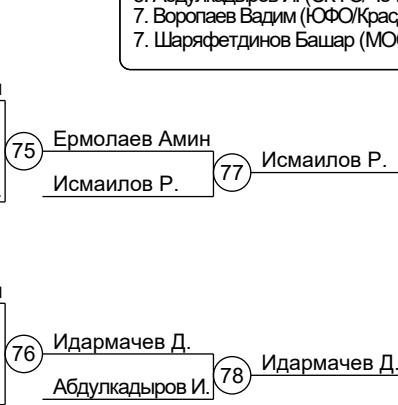 7. Воропаев Вадим (ЮФО/Крас
7. Шаряфетдинов Башар (МО
75
Ермолаев Амин
Исмаилов Р.
77
Исмаилов Р.
76
Идармачев Д.
Абдулкадыров И.
78
Идармачев Д.